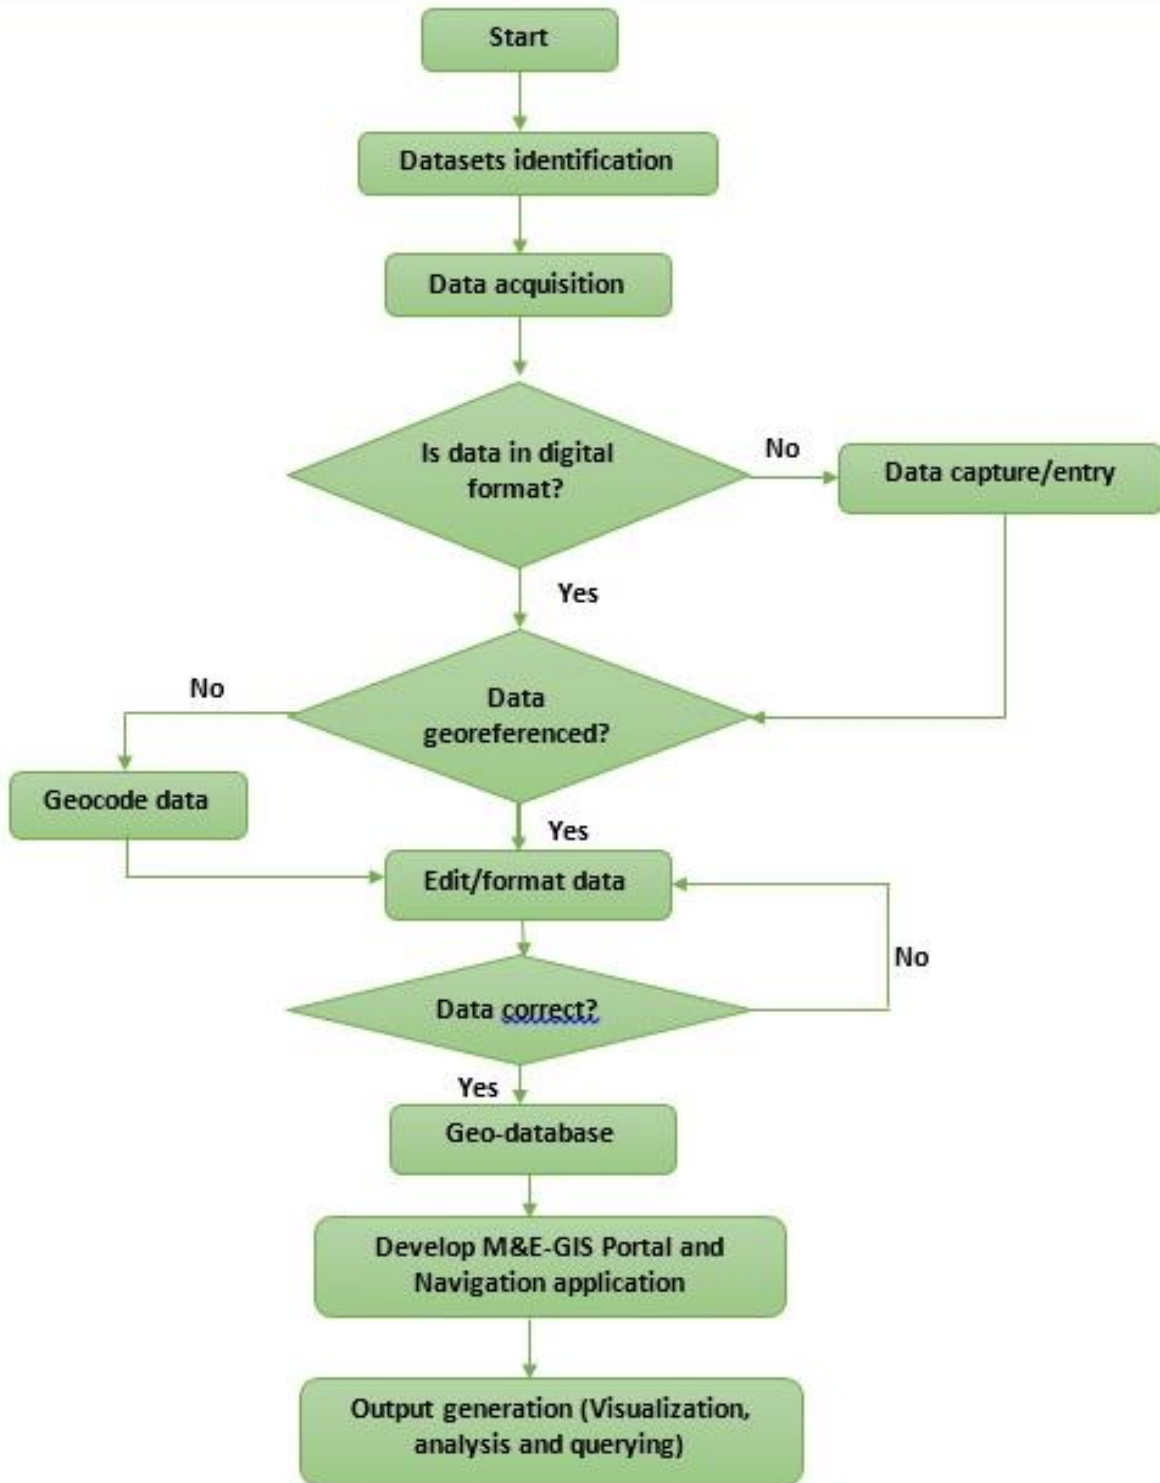 Start
Datasets identification
Data acquisition
Is data in digital
format?
No
Data capture/entry
Yes
Data
georeferenced?
No
Geocode data
Yes
Edit/format data
No
Data correct?
Yes
Geo-database
Develop M&E-GIS Portal and
Navigation application
Output generation (Visualization,
analysis and querying)